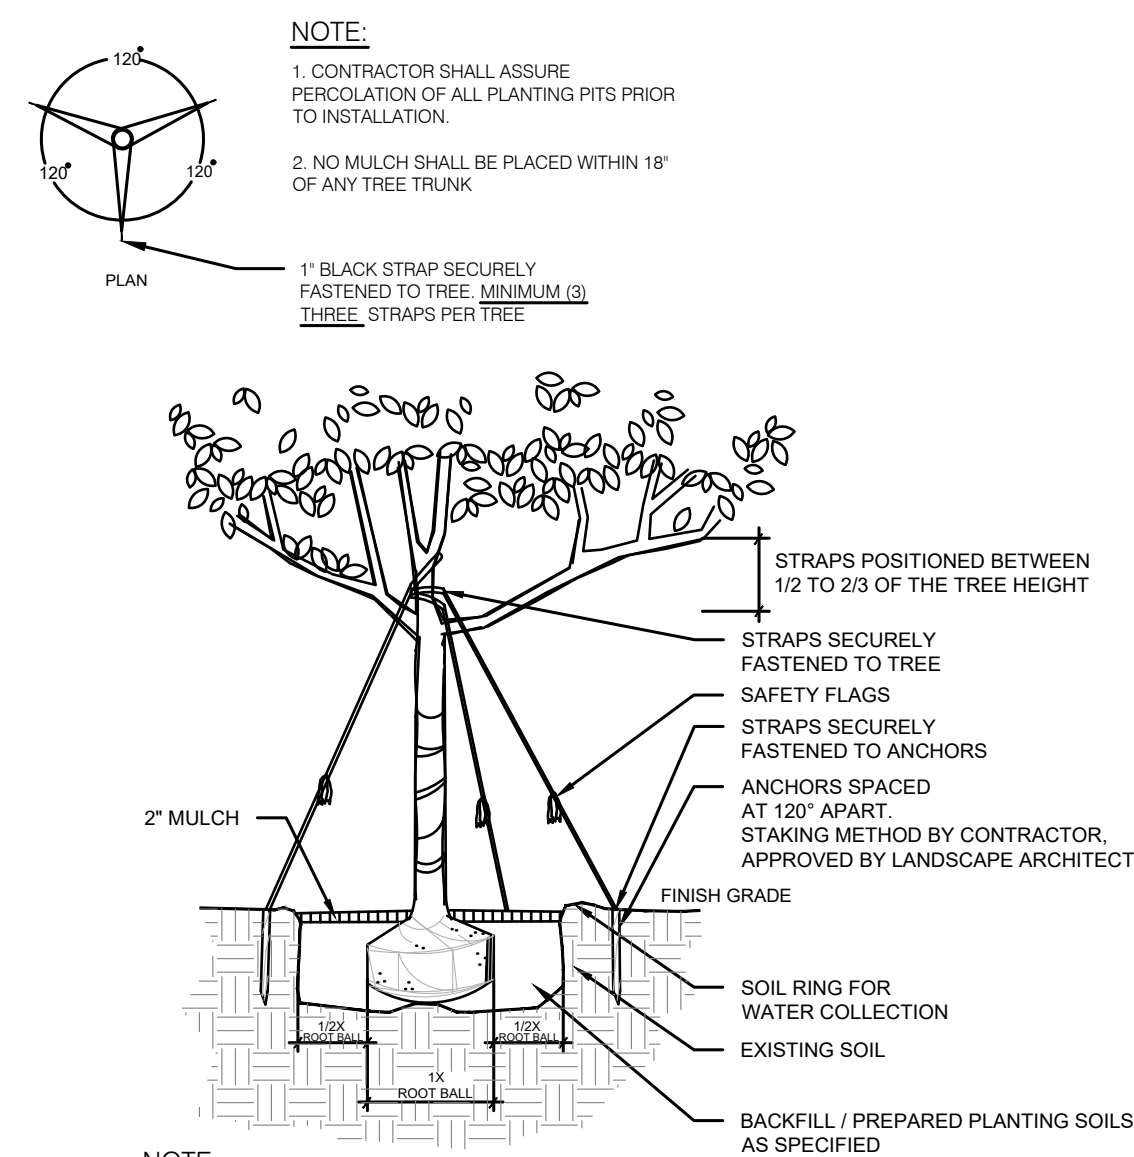 NOTE:
120°
1. CONTRACTOR SHALL ASSURE
PERCOLATION OF ALL PLANTING PITS PRIOR
TO INSTALLATION.
2. NO MULCH SHALL BE PLACED WITHIN 18"
OF ANY TREE TRUNK
120°
120°
1" BLACK STRAP SECURELY
FASTENED TO TREE. MINIMUM (3)
THREE STRAPS PER TREE
PLAN
STRAPS POSITIONED BETWEEN
1/2 TO 2/3 OF THE TREE HEIGHT
STRAPS SECURELY
FASTENED TO TREE
SAFETY FLAGS
STRAPS SECURELY
FASTENED TO ANCHORS
ANCHORS SPACED
AT 120° APART.
STAKING METHOD BY CONTRACTOR,
APPROVED BY LANDSCAPE ARCHITECT
2" MULCH
FINISH GRADE
SOIL RING FOR
WATER COLLECTION
1/2X
ROOT BALL
1/2X
ROOT BALL
EXISTING SOIL
1X
ROOT BALL
BACKFILL / PREPARED PLANTING SOILS
AS SPECIFIED
NOTE